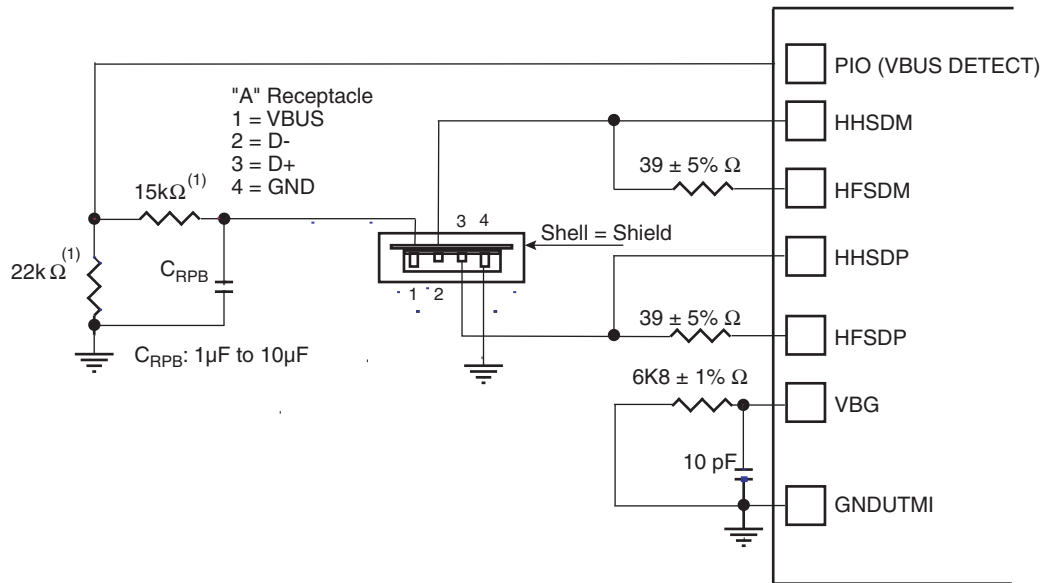 PIO (VBUS DETECT)
"A" Receptacle
1 = VBUS
2 = D-
3 = D+
4 = GND
HHSDM
39 ± 5% Ω
HFSDM
15kΩ(1)
3 4
Shell = Shield
HHSDP
22k Ω(1)
CRPB
1 2
39 ± 5% Ω
HFSDP
CRPB: 1µF to 10µF
6K8 ± 1% Ω
VBG
10 pF
GNDUTMI